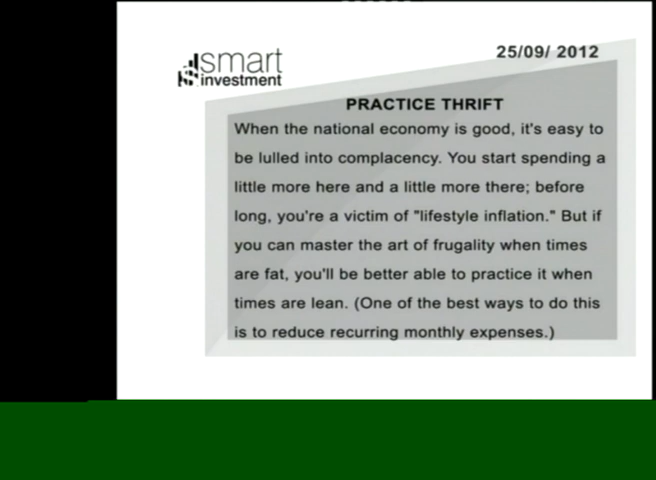 smart
investment
25/09/ 2012
PRACTICE THRIFT
When the national economy is good, it's easy to
be lulled into complacency. You start spending a
little more here and a little more there; before
long, you're a victim of "lifestyle inflation." But if
you can master the art of frugality when times
are fat, you'll be better able to practice it when
times are lean. (One of the best ways to do this
is to reduce recurring monthly expenses.)